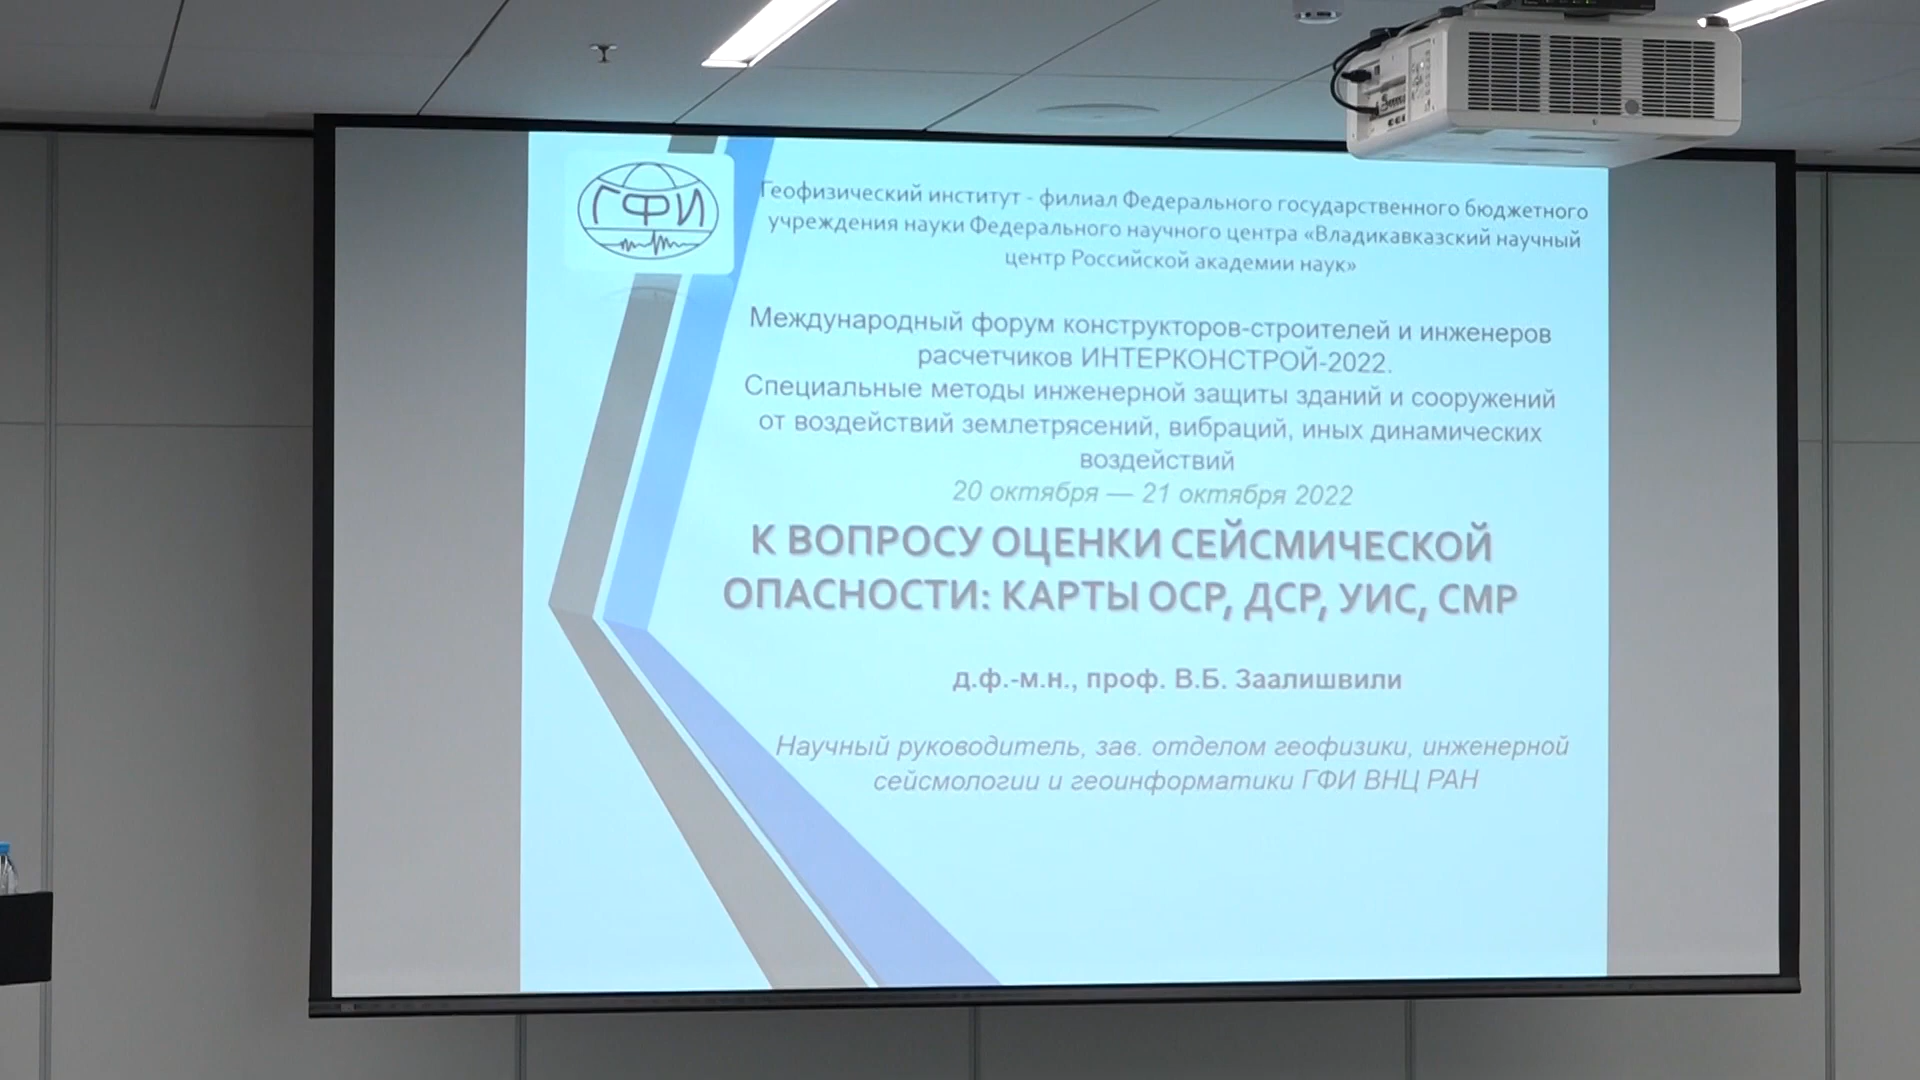 ГФИ
Геофизический институт - филиал Федерального государственного бюджетного
учреждения науки Федерального научного центра «Владикавказский научный
центр Российской академии наук»
Международный форум конструкторов-строителей и инженеров
расчетчиков ИНТЕРКОНСТРОЙ-2022.
Специальные методы инженерной защиты зданий и сооружений
от воздействий землетрясений, вибраций, иных динамических
воздействий
20 октября — 21 октября 2022
К ВОПРОСУ ОЦЕНКИ СЕЙСМИЧЕСКОЙ
ОПАСНОСТИ: КАРТЫ ОСР, ДСР, УИС, СМР
д.ф.-м.н., проф. В.Б. Заалишвили
Научный руководитель, зав. отделом геофизики, инженерной
сейсмологии и геоинформатики ГФИ ВНЦ РАН